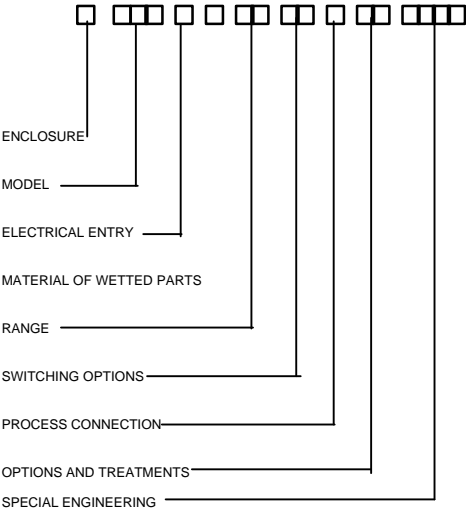 ENCLOSURE
MODEL
ELECTRICAL ENTRY
MATERIAL OF WETTED PARTS
RANGE
SWITCHING OPTIONS
PROCESS CONNECTION
OPTIONS AND TREATMENTS
SPECIAL ENGINEERING